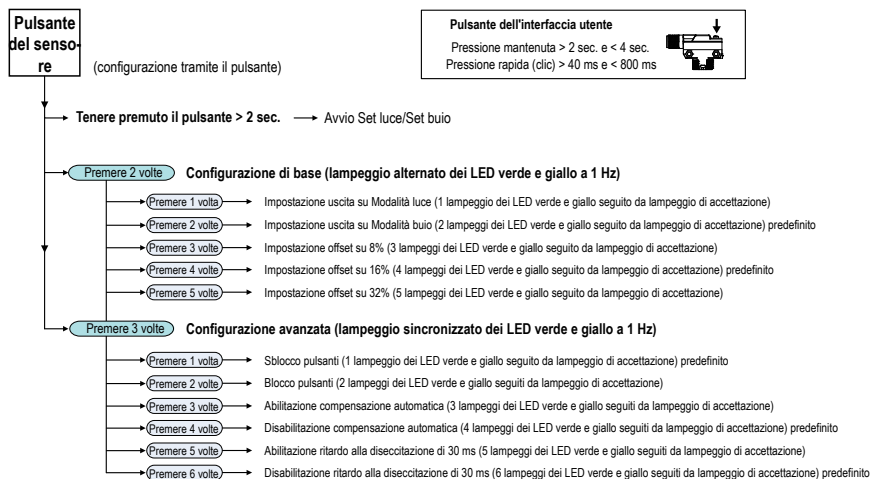 Pulsante
del senso-
re
(configurazione tramite il pulsante)
Pulsante dell'interfaccia utente
Pressione mantenuta > 2 sec. e < 4 sec.
Pressione rapida (clic) > 40 ms e < 800 ms
Tenere premuto il pulsante > 2 sec. Avvio Set luce/Set buio
Premere 2 volte Configurazione di base (lampeggio alternato dei LED verde e giallo a 1 Hz)
Premere 1 volta Impostazione uscita su Modalità luce (1 lampeggio dei LED verde e giallo seguito da lampeggio di accettazione)
Premere 2 volte Impostazione uscita su Modalità buio (2 lampeggi dei LED verde e giallo seguito da lampeggio di accettazione) predefinito
Premere 3 volte Impostazione offset su 8% (3 lampeggi dei LED verde e giallo seguito da lampeggio di accettazione)
Premere 4 volte Impostazione offset su 16% (4 lampeggi dei LED verde e giallo seguito da lampeggio di accettazione) predefinito
Premere 5 volte Impostazione offset su 32% (5 lampeggi dei LED verde e giallo seguito da lampeggio di accettazione)
Premere 3 volte Configurazione avanzata (lampeggio sincronizzato dei LED verde e giallo a 1 Hz)
Premere 1 volta Sblocco pulsanti (1 lampeggio dei LED verde e giallo seguito da lampeggio di accettazione) predefinito
Premere 2 volte Blocco pulsanti (2 lampeggi dei LED verde e giallo seguiti da lampeggio di accettazione)
Premere 3 volte Abilitazione compensazione automatica (3 lampeggi dei LED verde e giallo seguiti da lampeggio di accettazione)
Premere 4 volte Disabilitazione compensazione automatica (4 lampeggi dei LED verde e giallo seguiti da lampeggio di accettazione) predefinito
Premere 5 volte Abilitazione ritardo alla diseccitazione di 30 ms (5 lampeggi dei LED verde e giallo seguiti da lampeggio di accettazione)
Premere 6 volte Disabilitazione ritardo alla diseccitazione di 30 ms (6 lampeggi dei LED verde e giallo seguiti da lampeggio di accettazione) predefinito